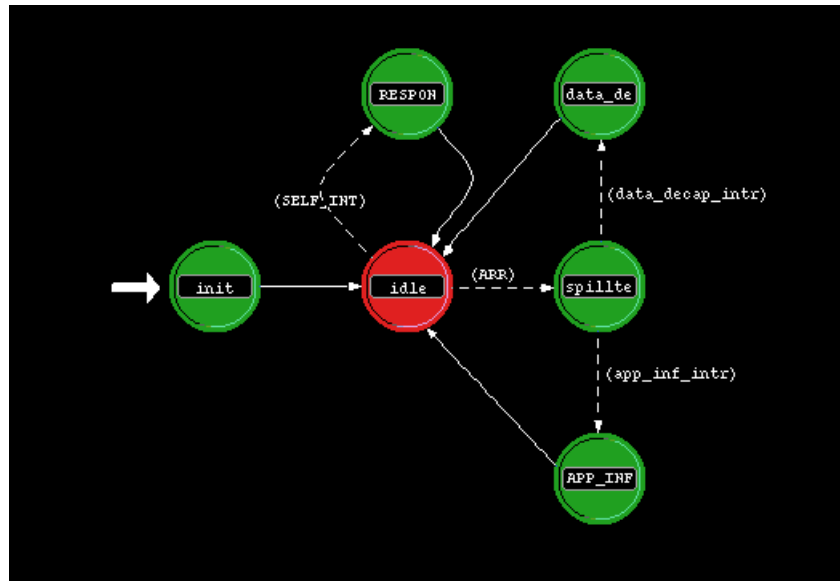 RESPON
data_de
(SELF_INT)
(data_decap_intr)
init
idle
(ARR)
spillte
(app_inf_intr)
APP_INF